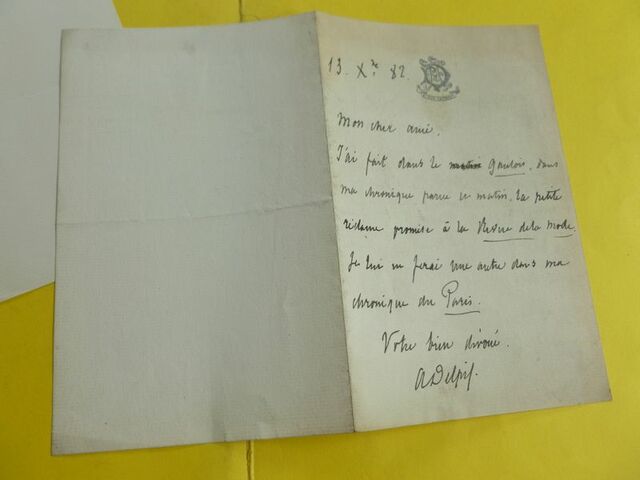 13. Xre. 82.
Mon cher ami.
J'ai fait dans le matin Gaulois, dans
ma chronique parue ce matin, la petite
réclame promise à la Revue de la Mode.
Je lui en ferai une autre dans ma
chronique du Paris.
Votre bien dévoué.
ADelpit.